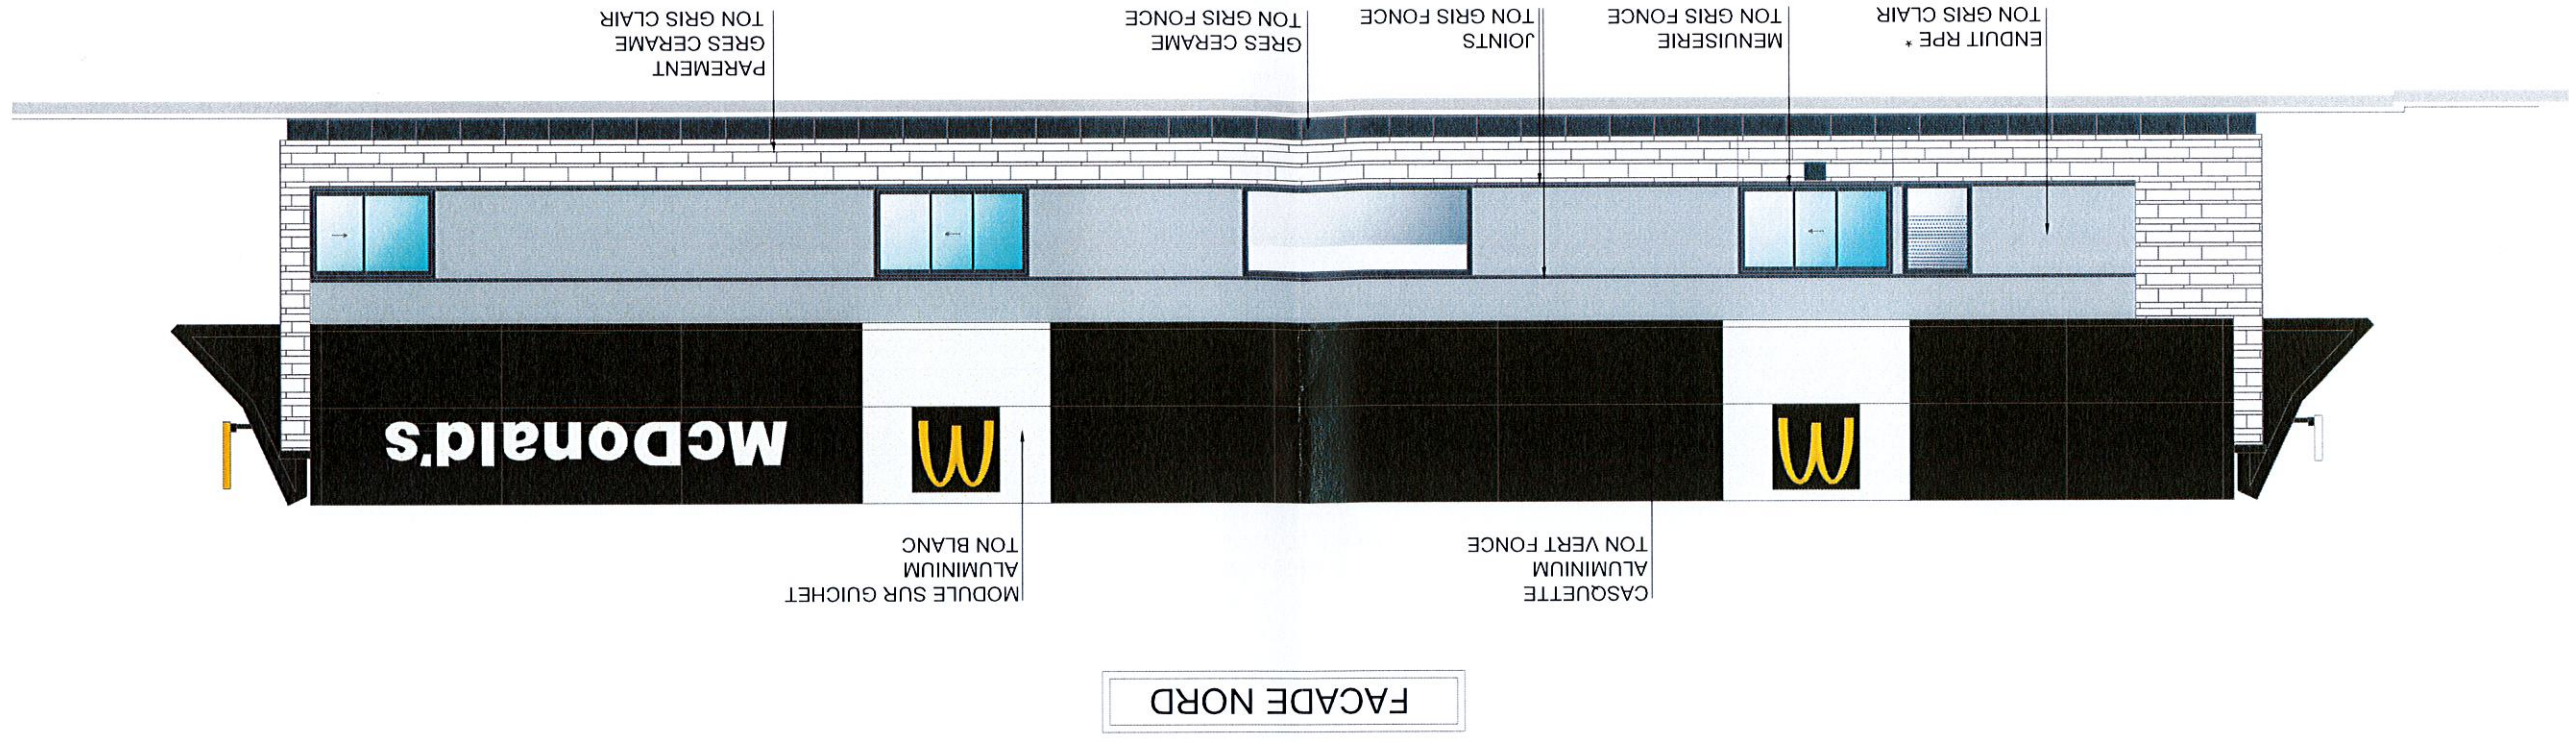 FACADE NORD
CASQUETTE
ALUMINIUM
TON VERT FONCE
MODULE SUR GUICHET
ALUMINIUM
TON BLANC
M
M
McDonald's
ENDUIT RPE *
TON GRIS CLAIR
MENUISERIE
TON GRIS FONCE
JOINTS
TON GRIS FONCE
GRES CERAME
TON GRIS FONCE
PAREMENT
GRES CERAME
TON GRIS CLAIR